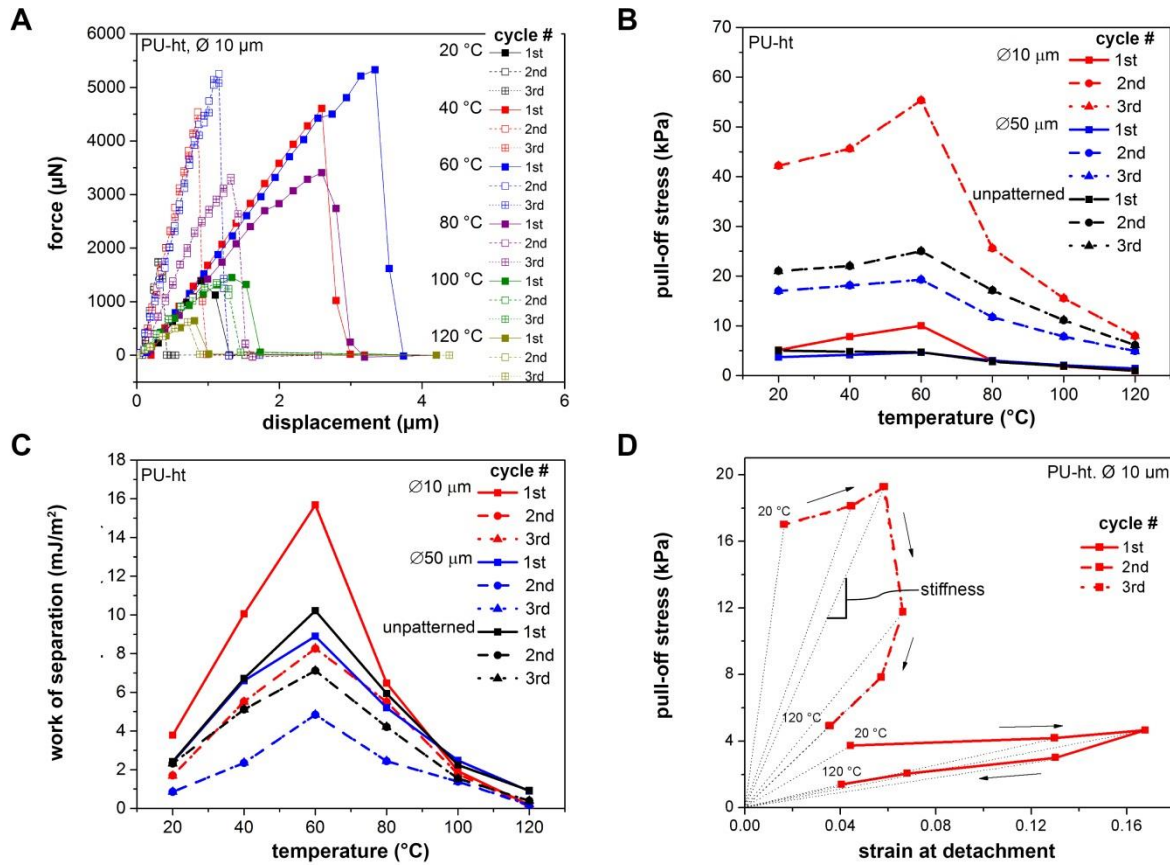 A
PU-ht, Ø 10 µm
cycle #
20 °C
1st
2nd
3rd
40 °C
1st
2nd
3rd
60 °C
1st
2nd
3rd
80 °C
1st
2nd
3rd
100 °C
1st
2nd
3rd
120 °C
1st
2nd
3rd
6000
5000
4000
3000
2000
1000
0
force (µN)
0
2
4
6
displacement (µm)
B
PU-ht
cycle #
Ø10 µm
1st
2nd
3rd
Ø50 µm
1st
2nd
3rd
unpatterned
1st
2nd
3rd
70
60
50
40
30
20
10
0
pull-off stress (kPa)
20
40
60
80
100
120
temperature (°C)
C
PU-ht
cycle #
Ø10 µm
1st
2nd
3rd
Ø50 µm
1st
2nd
3rd
unpatterned
1st
2nd
3rd
18
16
14
12
10
8
6
4
2
0
work of separation (mJ/m²)
20
40
60
80
100
120
temperature (°C)
D
PU-ht. Ø 10 um
cycle #
1st
2nd
3rd
20 °C
stiffness
120 °C
20 °C
120 °C
20
16
12
8
4
0
pull-off stress (kPa)
0.00
0.04
0.08
0.12
0.16
strain at detachment